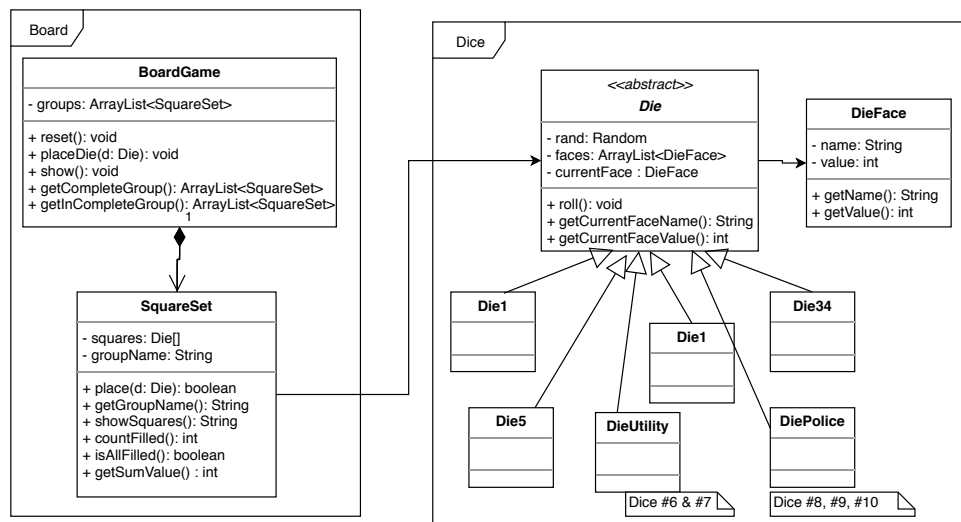 Board
BoardGame
- groups: ArrayList<SquareSet>
+ reset(): void
+ placeDie(d: Die): void
+ show(): void
+ getCompleteGroup(): ArrayList<SquareSet>
+ getInCompleteGroup(): ArrayList<SquareSet>
1
SquareSet
- squares: Die[]
- groupName: String
+ place(d: Die): boolean
+ getGroupName(): String
+ showSquares(): String
+ countFilled(): int
+ isAllFilled(): boolean
+ getSumValue() : int
Dice
<<abstract>>
Die
- rand: Random
- faces: ArrayList<DieFace>
- currentFace : DieFace
+ roll(): void
+ getCurrentFaceName(): String
+ getCurrentFaceValue(): int
DieFace
- name: String
- value: int
+ getName(): String
+ getValue(): int
Die1
Die34
Die1
Die5
DieUtility
DiePolice
Dice #6 & #7
Dice #8, #9, #10